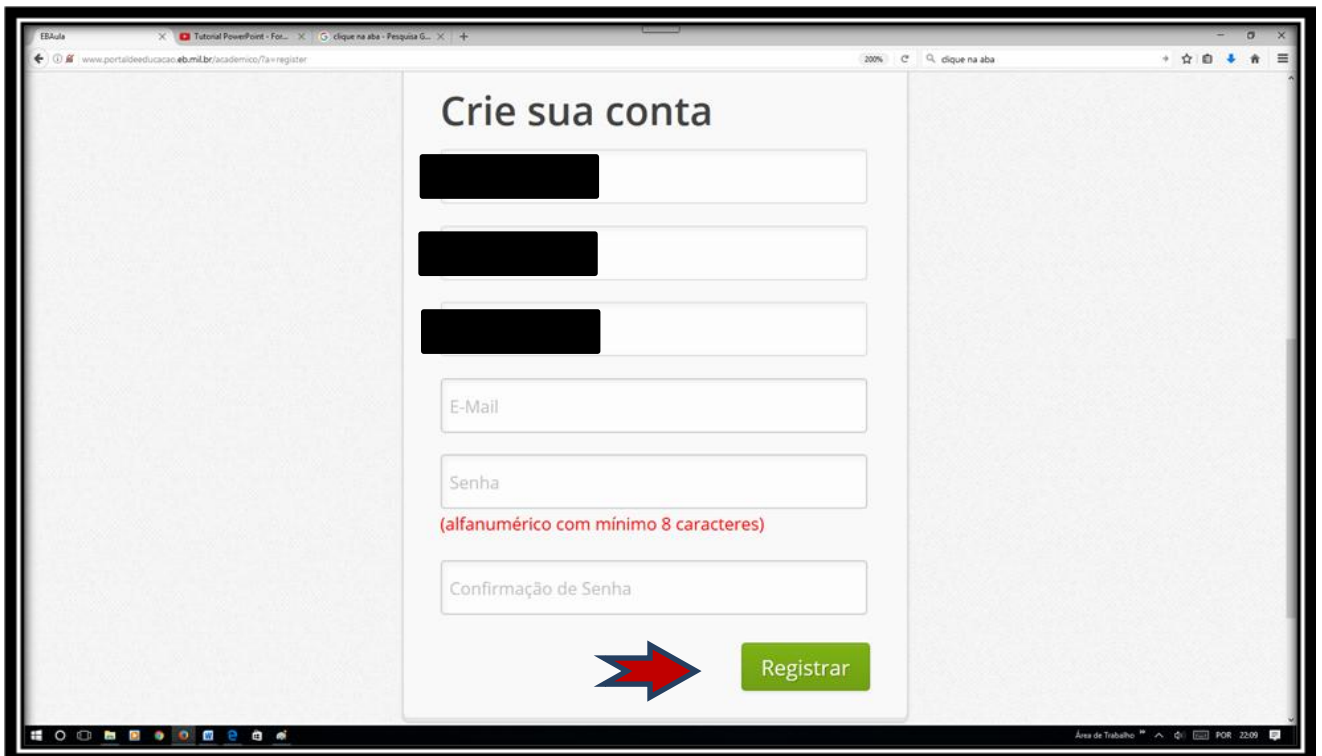 EBAula
Tutorial PowerPoint - For...
clique na aba - Pesquisa G...
www.portaldeeducacao.eb.mil.br/academico/?a=register
200%
clique na aba
Crie sua conta
E-Mail
Senha
(alfanumérico com mínimo 8 caracteres)
Confirmação de Senha
Registrar
Área de Trabalho
POR
22:09